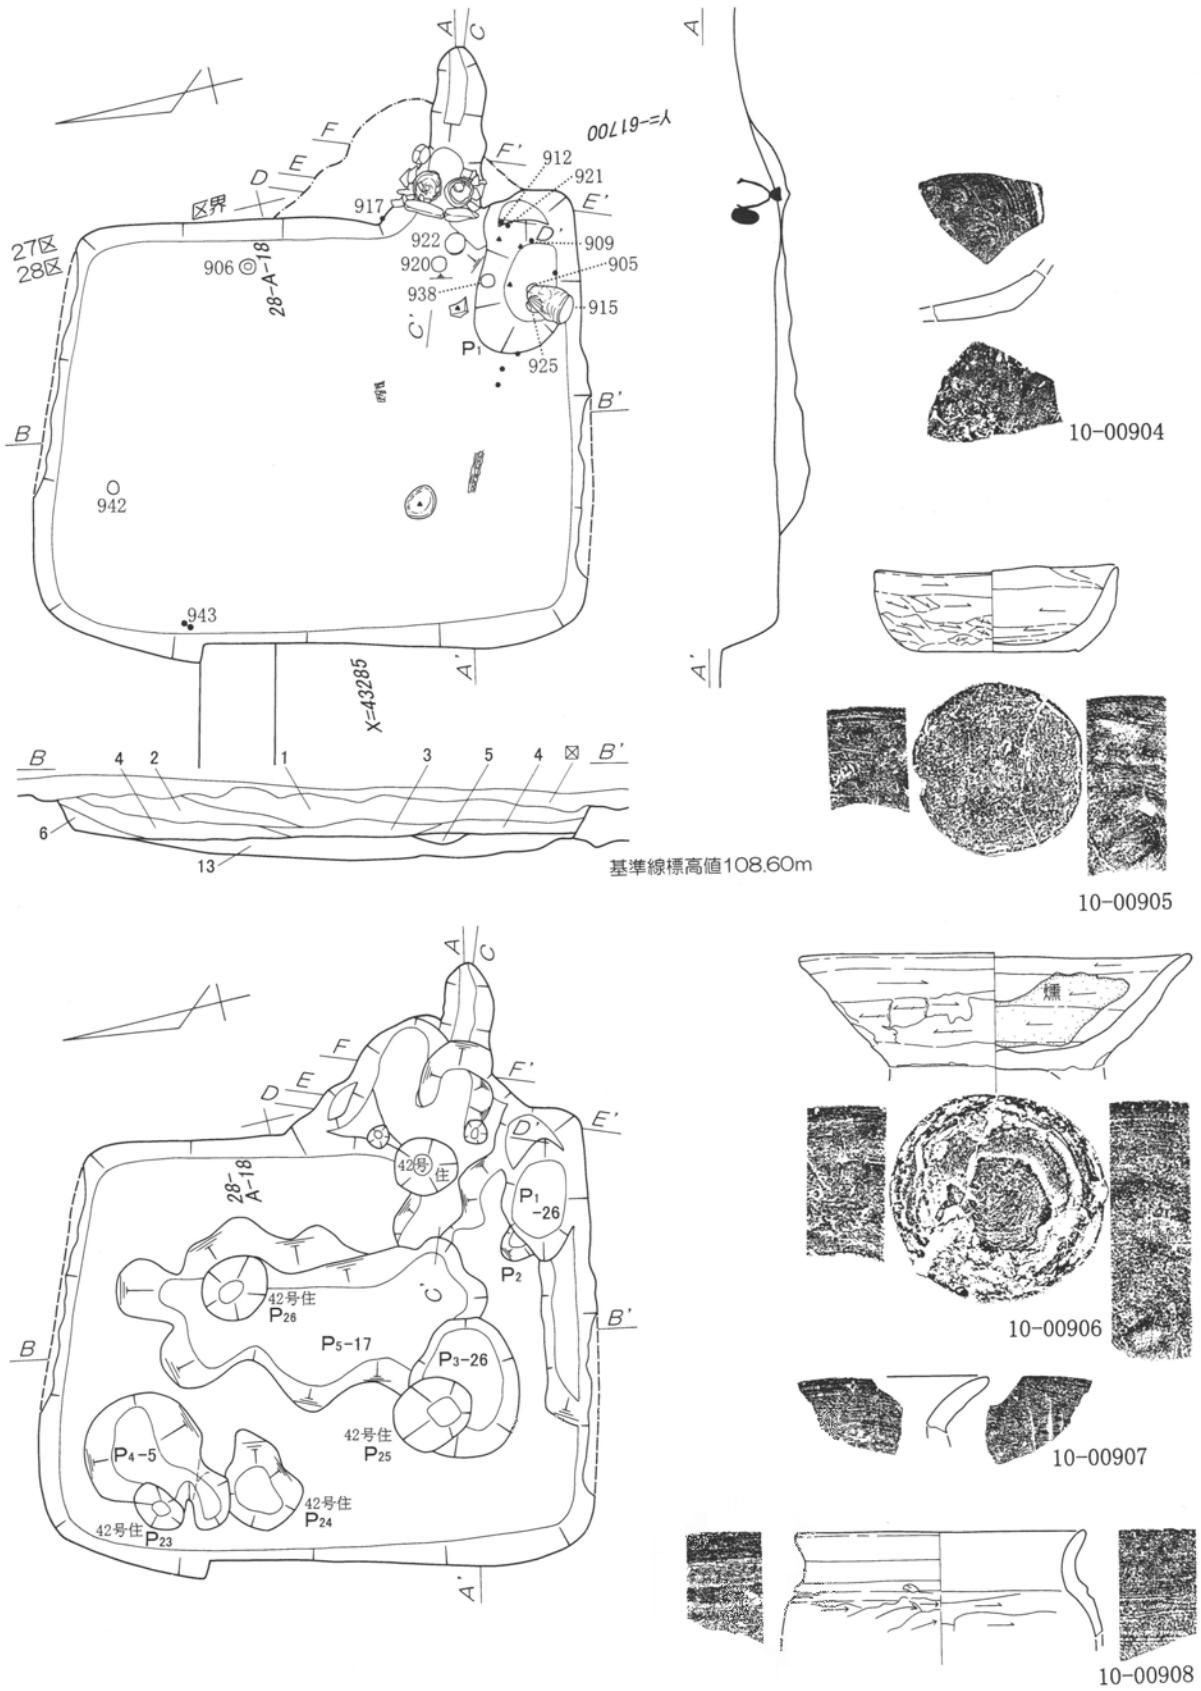 A
C
A
Y=-61700
F
F'
912
E
921
D
区界
917
E'
27区
28区
922
D'
909
906
28-A-18
920
905
938
915
C'
P1
925
B'
B
942
943
A'
A'
X=43285
B
4
2
1
3
5
4
B'
6
13
基準線標高値108.60m
10-00904
10-00905
燻
10-00906
10-00907
10-00908
A
C
F
F'
E
D
E'
D'
42号
住
28-
A-18
P1
-26
P2
C'
42号住
P26
B'
P5-17
P3-26
B
42号住
P25
P4-5
42号住
P24
42号住
P23
A'